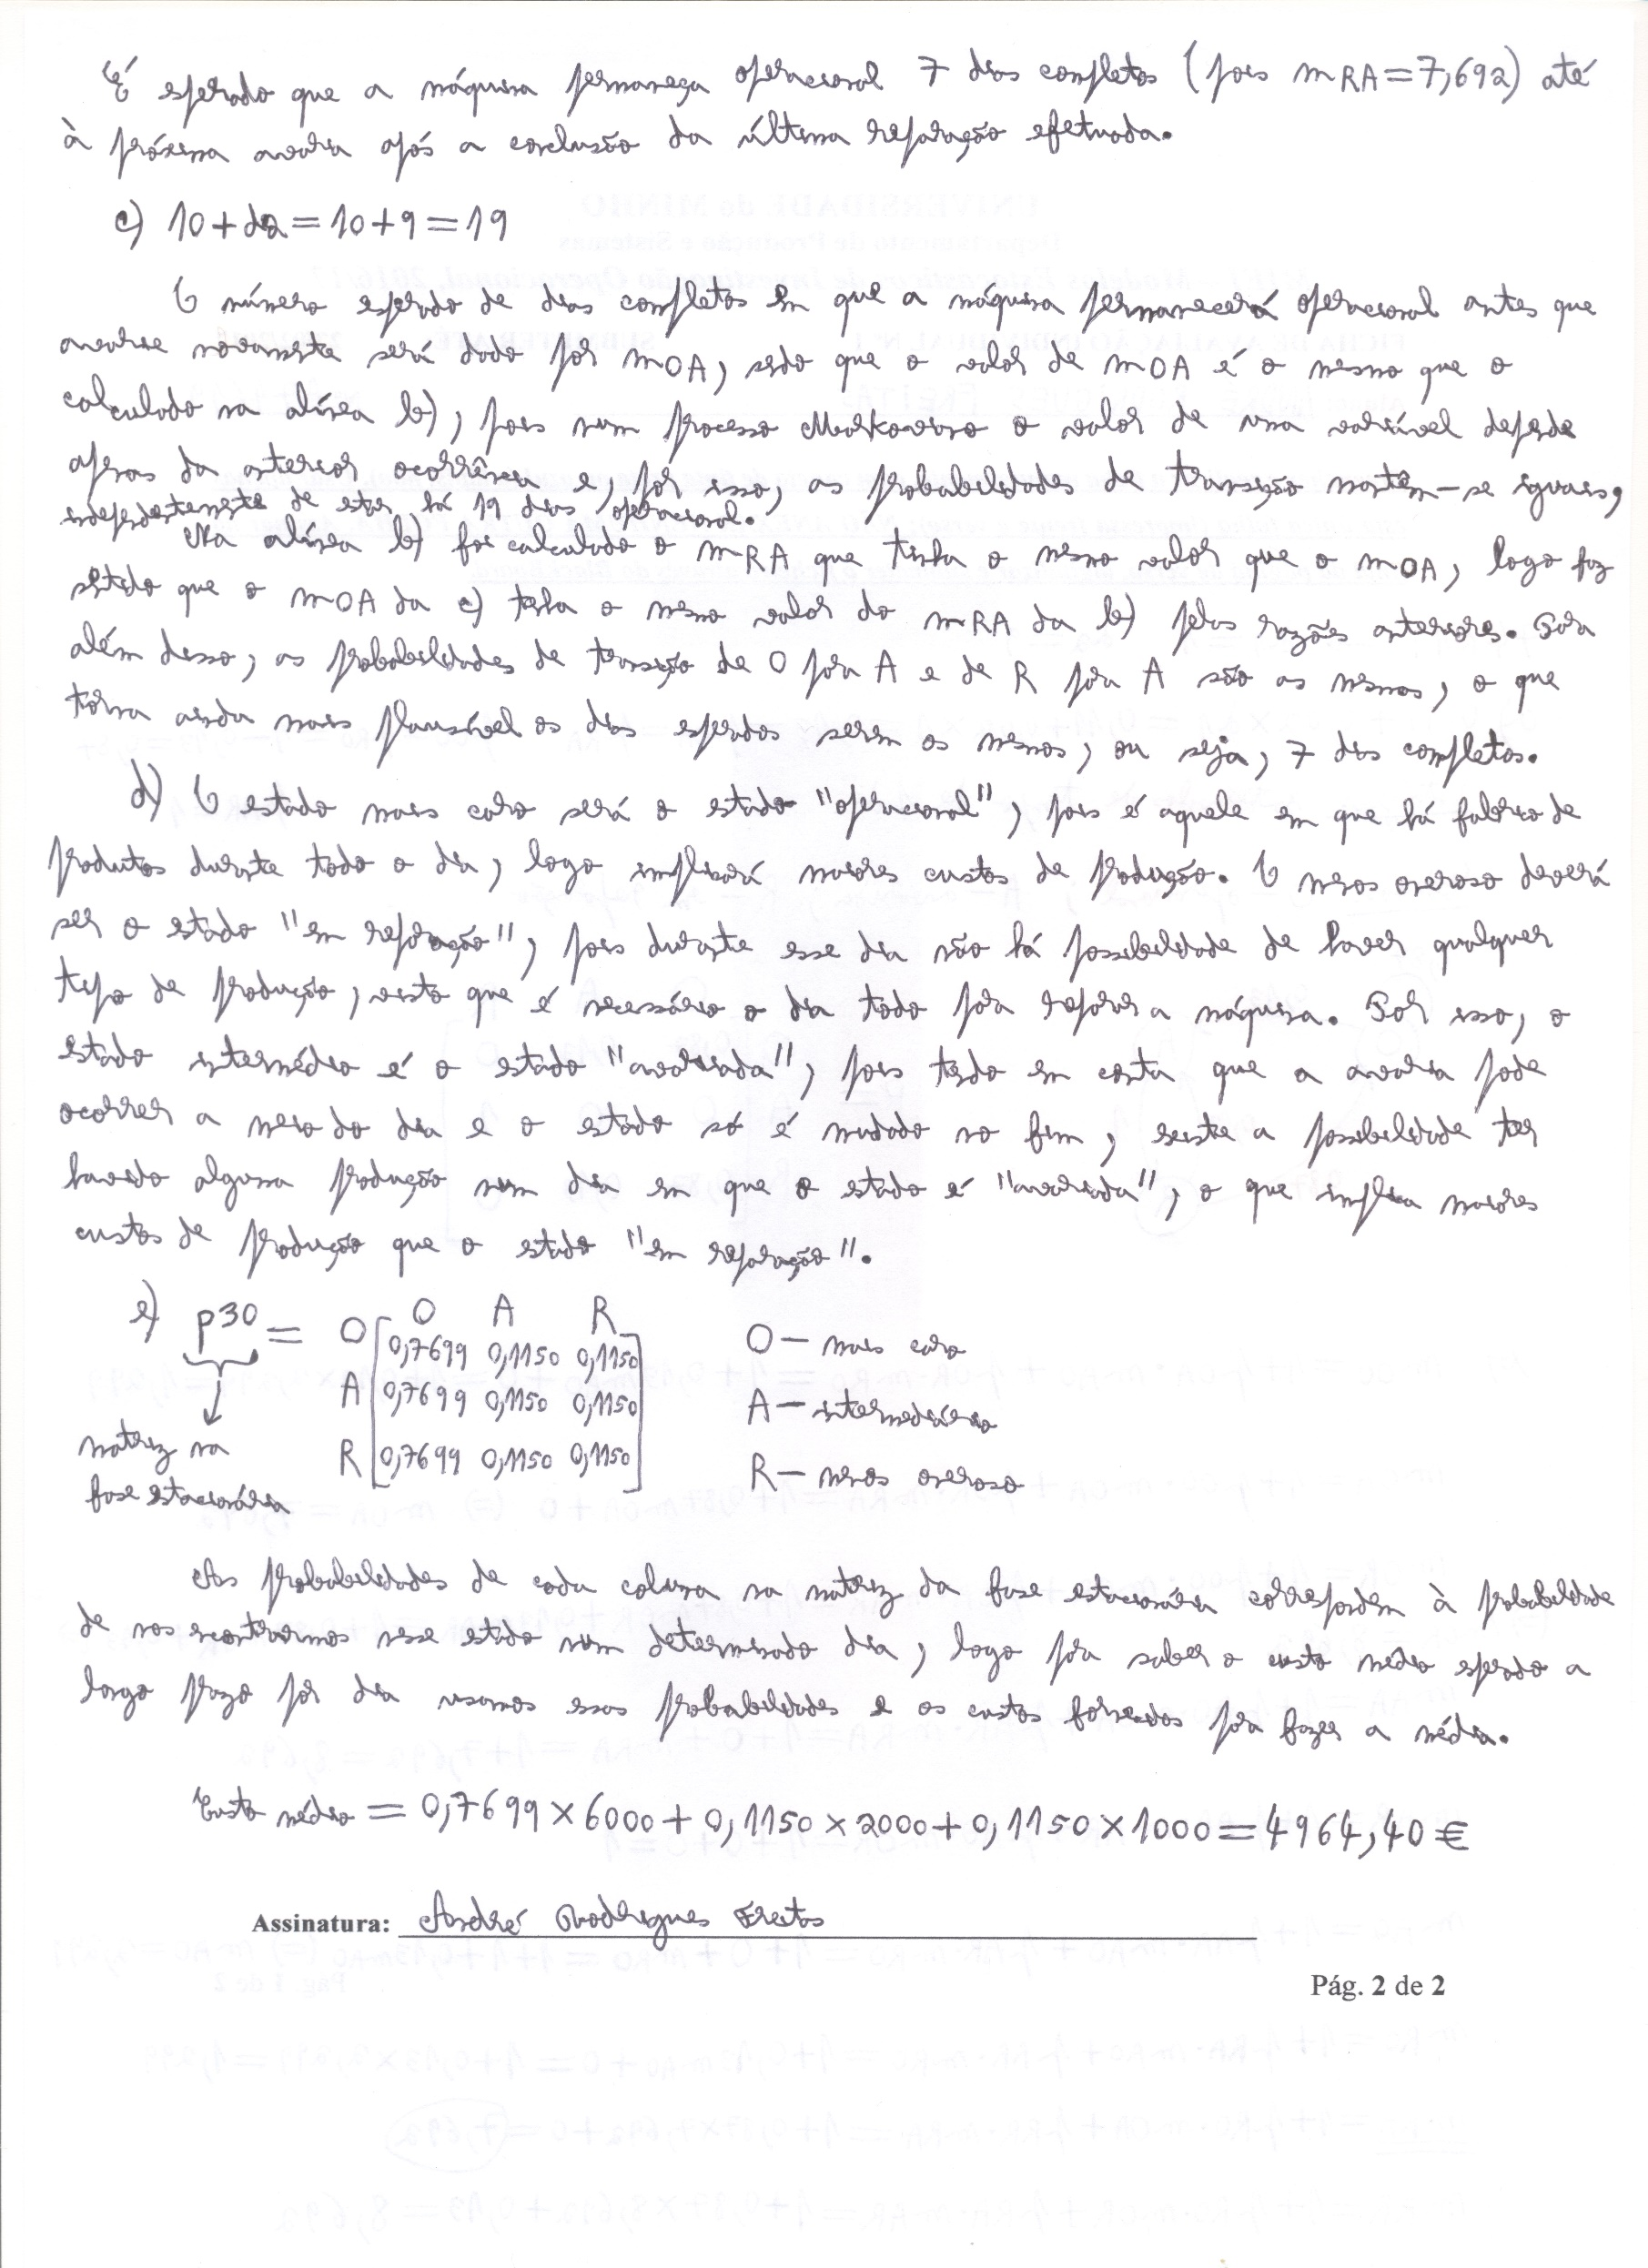 É esperado que a máquina permaneça operacional 7 dias completos (pois mRA=7,692) até
à próxima avaria após a conclusão da última reparação efetuada.
c) 10+d2=10+9=19
O número esperado de dias completos em que a máquina permanecerá operacional antes que
avarie novamente será dado por mOA, sendo que o valor de mOA é o mesmo que o
calculado na alínea b), pois num processo Markoviano o valor de uma variável depende
apenas da anterior ocorrência e, por isso, as probabilidades de transição mantêm-se iguais,
independentemente de estar há 19 dias operacional.
Na alínea b) foi calculado o mRA que tinha o mesmo valor que o mOA, logo faz
sentido que o mOA da c) tenha o mesmo valor do mRA da b) pelas razões anteriores. Para
além disso, as probabilidades de transição de O para A e de R para A são as mesmas, o que
torna ainda mais plausível os dias esperados serem os mesmos, ou seja, 7 dias completos.
d) O estado mais caro será o estado "operacional", pois é aquele em que há fabrico de
produtos durante todo o dia, logo implicará maiores custos de produção. O menos oneroso deverá
ser o estado "em reparação", pois durante esse dia não há possibilidade de haver qualquer
tipo de produção, visto que é necessário o dia todo para reparar a máquina. Por isso, o
estado intermédio é o estado "avariada", pois tendo em conta que a avaria pode
ocorrer a meio do dia e o estado só é mudado no fim, existe a possibilidade ter
havido alguma produção num dia em que o estado é "avariada", o que implica maiores
custos de produção que o estado "em reparação".
e) P30 =
O A R
O 0,7699 0,1150 0,1150
A 0,7699 0,1150 0,1150
R 0,7699 0,1150 0,1150
matriz na
fase estacionária
O — mais caro
A — intermediário
R — menos oneroso
As probabilidades de cada coluna na matriz da fase estacionária correspondem à probabilidade
de nos encontrarmos nesse estado num determinado dia, logo para saber o custo médio esperado a
longo prazo por dia usamos essas probabilidades e os custos fornecidos para fazer a média.
Custo médio = 0,7699×6000+0,1150×2000+0,1150×1000=4964,40€
Assinatura: André Rodrigues Freitas
Pág. 2 de 2